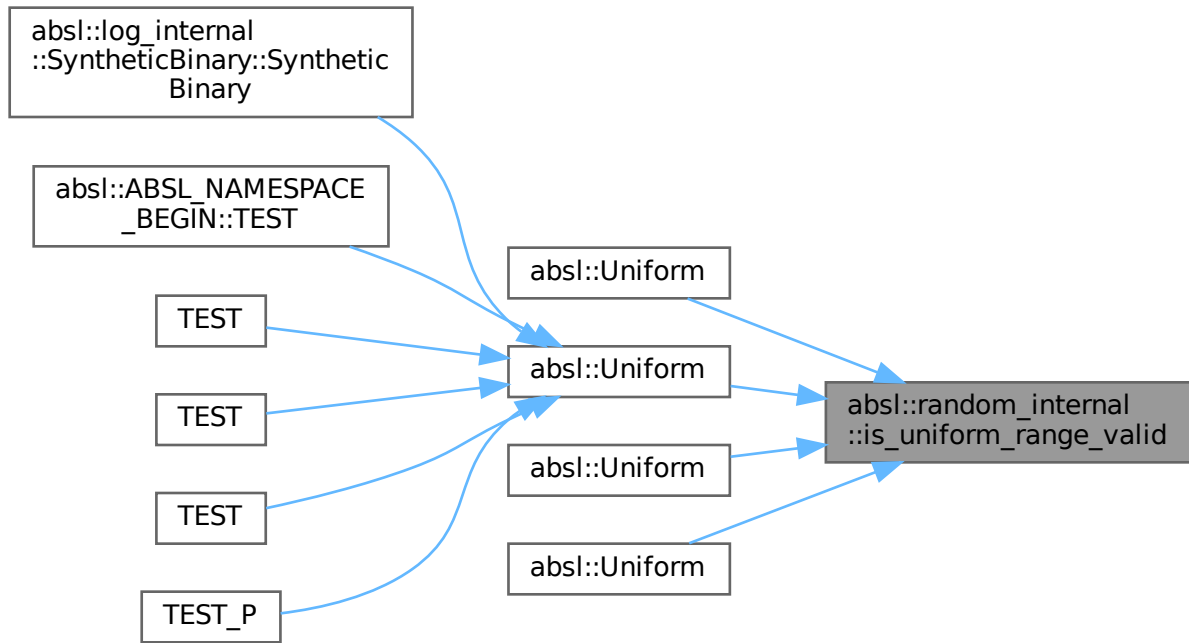 absl::log_internal
::SyntheticBinary::Synthetic
Binary
absl::ABSL_NAMESPACE
_BEGIN::TEST
TEST
TEST
TEST
TEST_P
absl::Uniform
absl::Uniform
absl::Uniform
absl::Uniform
absl::random_internal
::is_uniform_range_valid